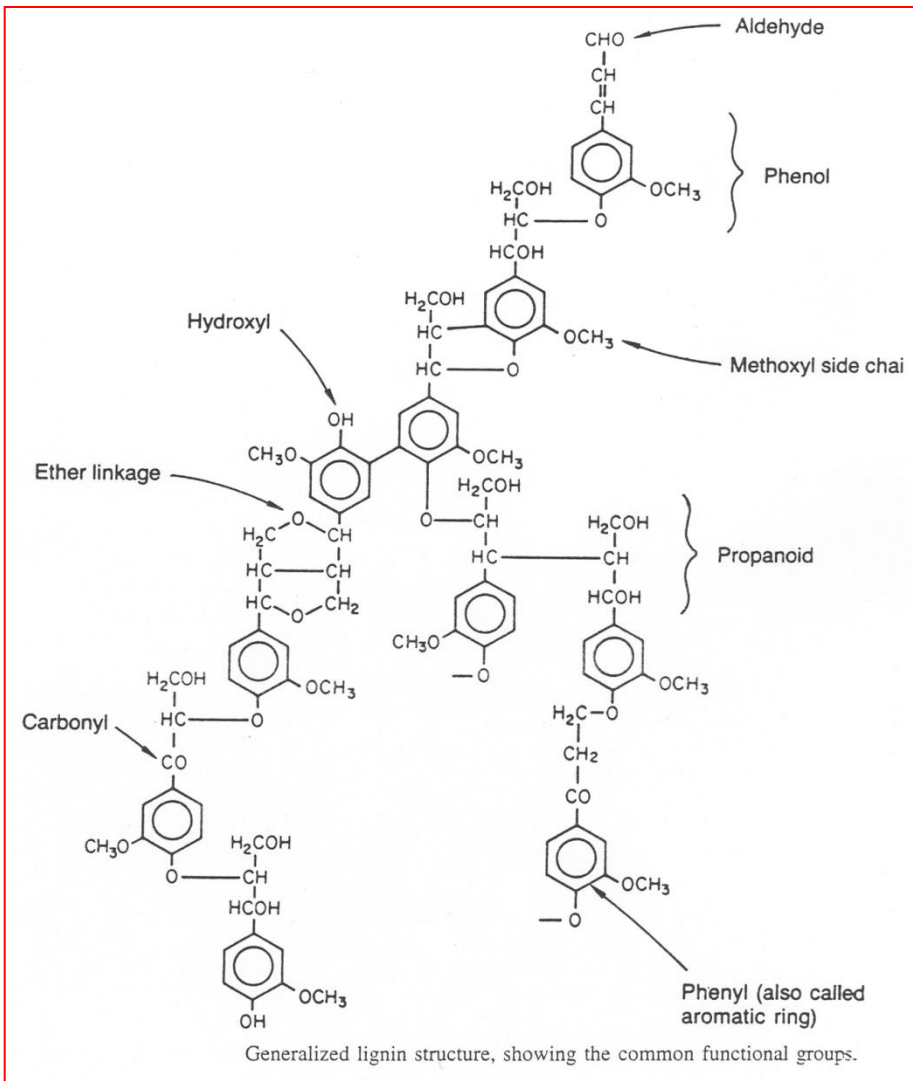 CHO
Aldehyde
CH
CH
Phenol
OCH₃
H₂COH
HC
O
HCOH
H₂COH
Hydroxyl
HC
OCH₃
HC
O
Methoxyl side chai
OH
CH₃O
OCH₃
Ether linkage
H₂COH
O
O
CH
H₂COH
H₂C
CH
HC
CH
Propanoid
HC
CH
HCOH
HC
O
CH₂
CH₃O
OCH₃
O
OCH₃
H₂COH
H₂C
O
HC
O
Carbonyl
CH₂
CO
CO
CH₃O
H₂COH
OCH₃
O
CH
O
HCOH
OCH₃
Phenyl (also called
aromatic ring)
OH
Generalized lignin structure, showing the common functional groups.